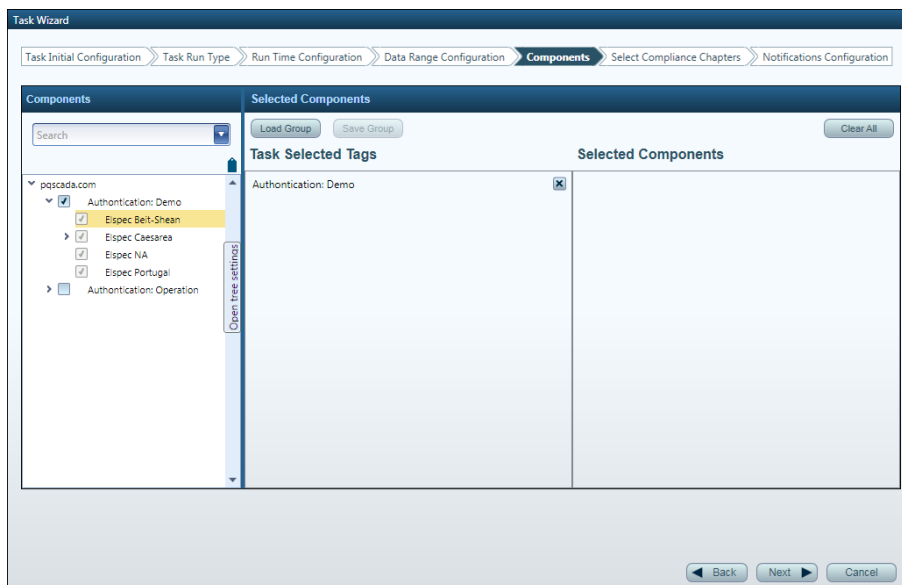 Task Wizard
Task Initial Configuration Task Run Type Run Time Configuration Data Range Configuration Components Select Compliance Chapters Notifications Configuration
Components
Selected Components
Search
Load Group Save Group Clear All
Task Selected Tags
Selected Components
pqscada.com
Authontication: Demo
Elspec Beit-Shean
Elspec Caesarea
Elspec NA
Elspec Portugal
Authontication: Operation
Open tree settings
Authontication: Demo
Back Next Cancel